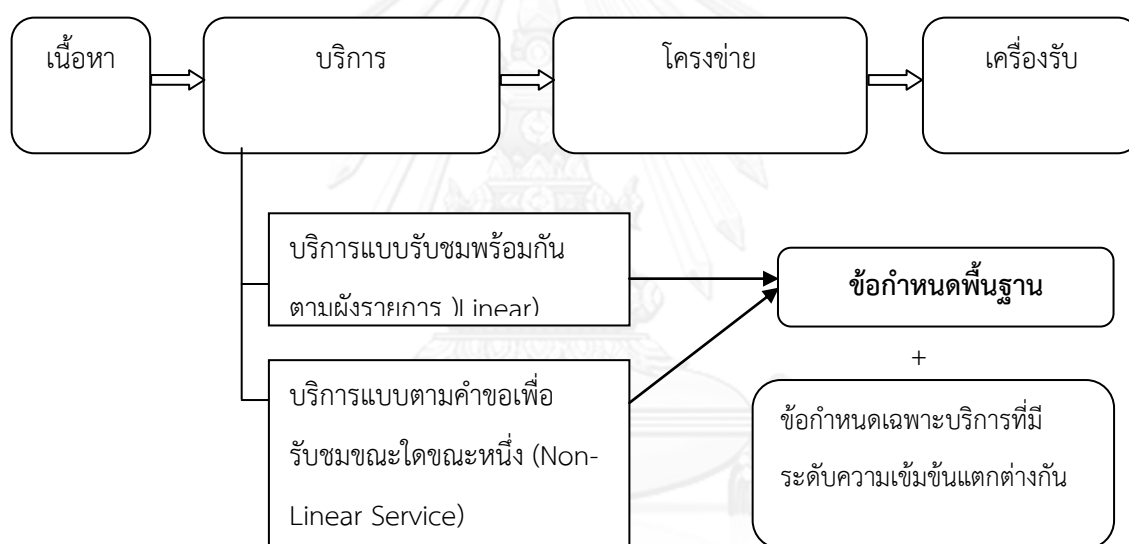 เนื้อหา
บริการ
โครงข่าย
เครื่องรับ
บริการแบบรับชมพร้อมกัน
ตามผังรายการ )Linear)
บริการแบบตามคำขอเพื่อ
รับชมขณะใดขณะหนึ่ง (Non-
Linear Service)
ข้อกำหนดพื้นฐาน
+
ข้อกำหนดเฉพาะบริการที่มี
ระดับความเข้มข้นแตกต่างกัน